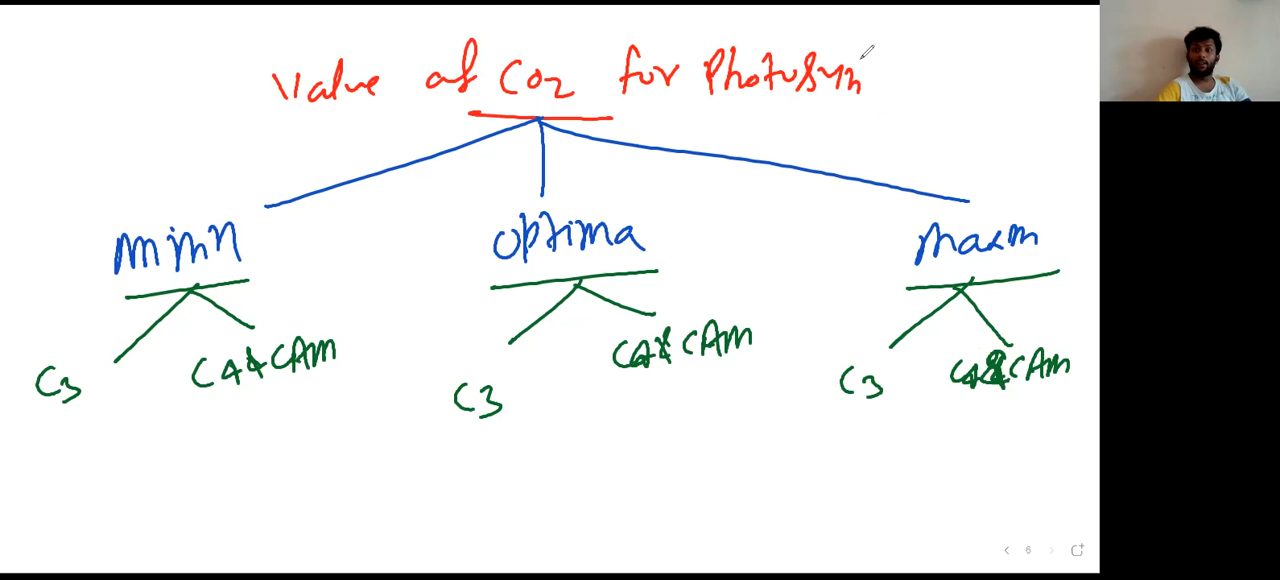 Value of CO2 for Photosyn
minm optima maxm
C3 C4 & CAM C3 C4 & CAM C3 C4 & CAM
6